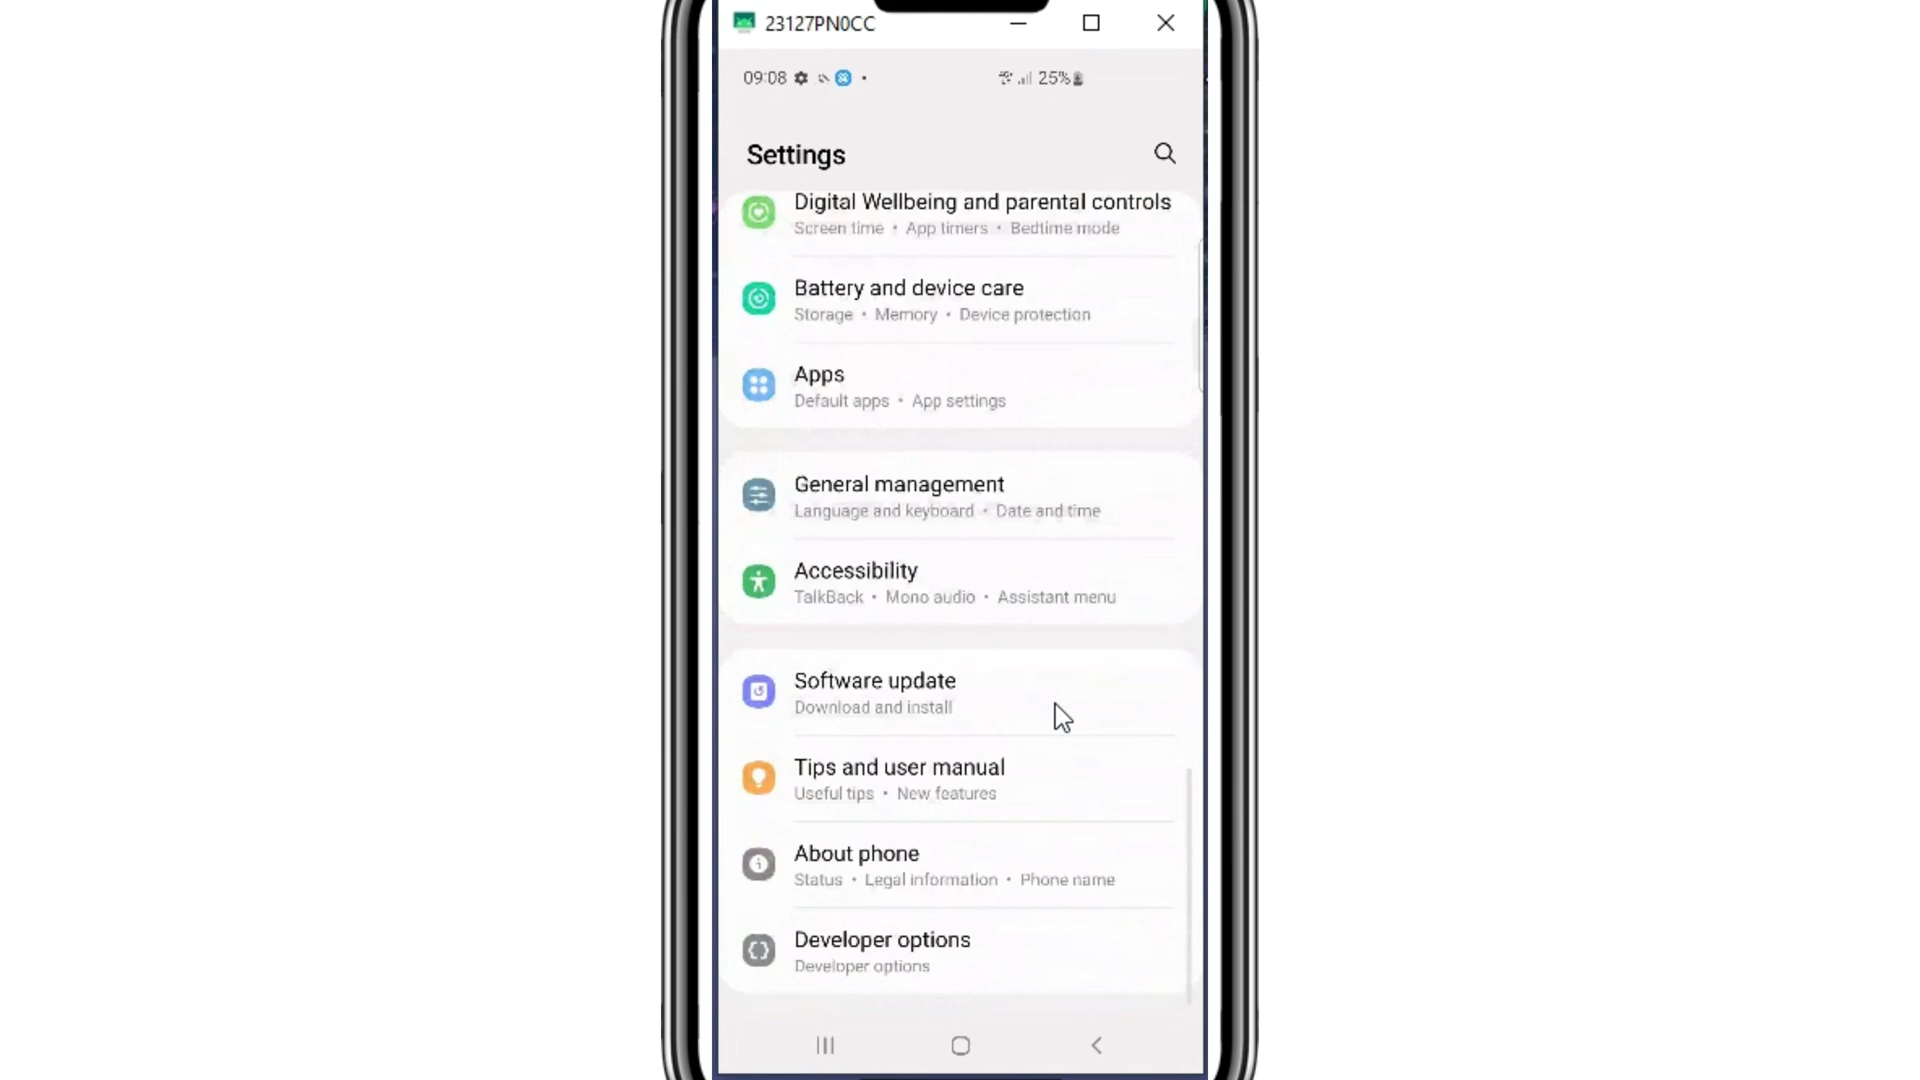 23127PN0CC
09:08 25%
Settings
Digital Wellbeing and parental controls
Screen time • App timers • Bedtime mode
Battery and device care
Storage • Memory • Device protection
Apps
Default apps • App settings
General management
Language and keyboard • Date and time
Accessibility
TalkBack • Mono audio • Assistant menu
Software update
Download and install
Tips and user manual
Useful tips • New features
About phone
Status • Legal information • Phone name
Developer options
Developer options